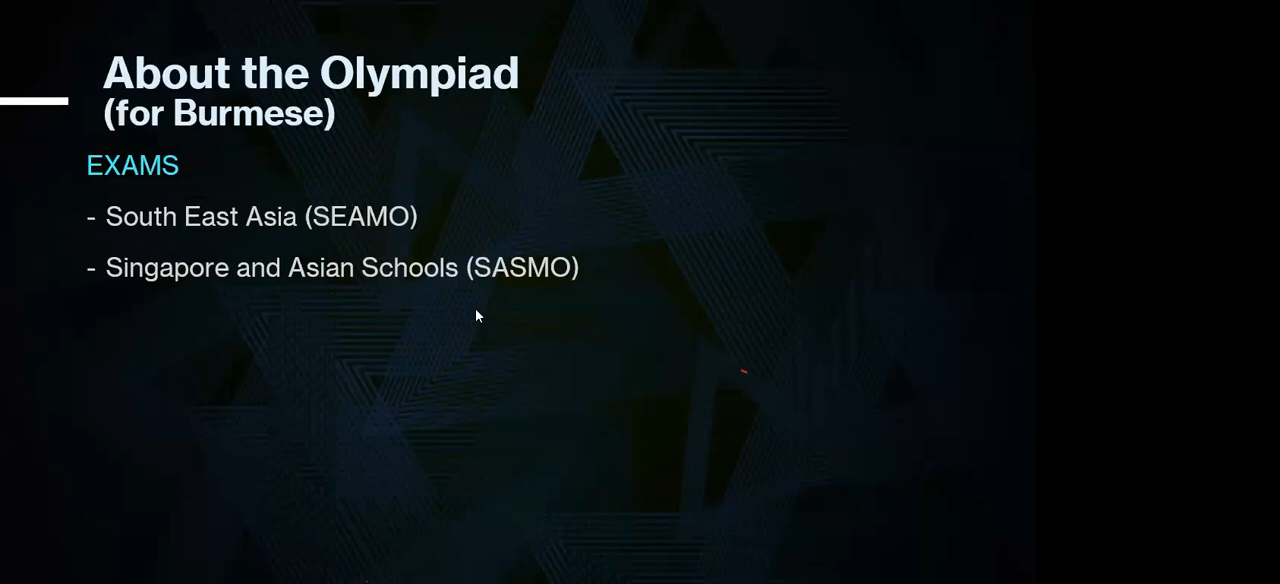 About the Olympiad
(for Burmese)
EXAMS
- South East Asia (SEAMO)
- Singapore and Asian Schools (SASMO)